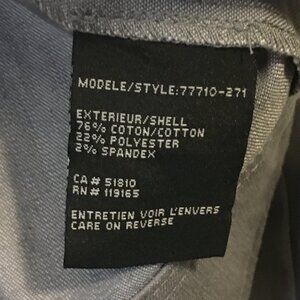 MODELE/STYLE:77710-271
EXTERIEUR/SHELL
76% COTON/COTTON
22% POLYESTER
2% SPANDEX
CA# 51810
RN# 119165
ENTRETIEN VOIR L'ENVERS
CARE ON REVERSE